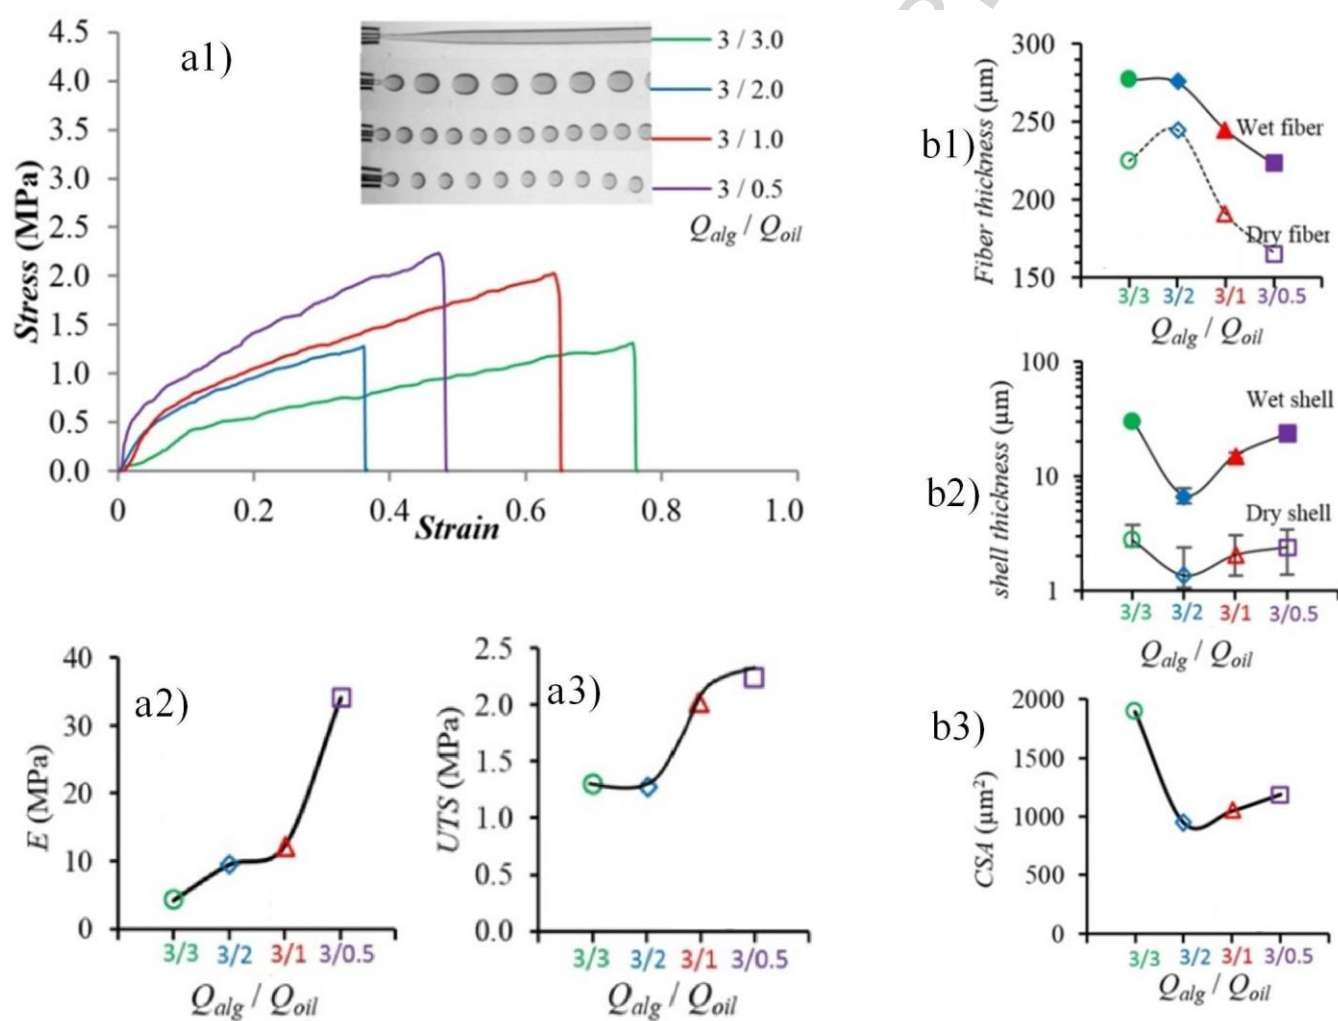 a1)
4.5
4.0
3.5
3.0
2.5
2.0
1.5
1.0
0.5
0.0
Stress (MPa)
0
0.2
0.4
0.6
0.8
1.0
Strain
3 / 3.0
3 / 2.0
3 / 1.0
3 / 0.5
Qalg / Qoil
b1)
Fiber thickness (μm)
300
250
200
150
Wet fiber
Dry fiber
3/3 3/2 3/1 3/0.5
Qalg / Qoil
b2)
shell thickness (μm)
100
10
1
Wet shell
Dry shell
3/3 3/2 3/1 3/0.5
Qalg / Qoil
a2)
E (MPa)
40
30
20
10
0
3/3 3/2 3/1 3/0.5
Qalg / Qoil
a3)
UTS (MPa)
2.5
2.0
1.5
1.0
0.5
0.0
3/3 3/2 3/1 3/0.5
Qalg / Qoil
b3)
CSA (μm²)
2000
1500
1000
500
0
3/3 3/2 3/1 3/0.5
Qalg / Qoil